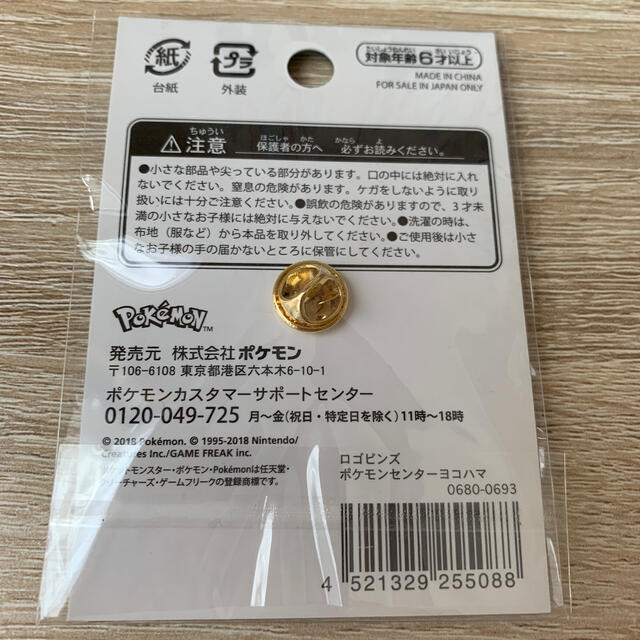 紙
台紙
プラ
外装
たいしょうねんれい さい いじょう
対象年齢6才以上
MADE IN CHINA
FOR SALE IN JAPAN ONLY
ちゅうい
注意
ほごしゃ かた かなら よ
保護者の方へ 必ずお読みください。
●小さな部品や尖っている部分があります。口の中には絶対に入れ
ないでください。窒息の危険があります。ケガをしないように取り
扱いには十分ご注意ください。●誤飲の危険がありますので、3才未
満の小さなお子様には絶対に与えないでください。●洗濯の時は、
布地（服など）から本品を取り外してください。●ご使用後は小さ
なお子様の手の届かないところに保管にしてください。
POKéMON™
発売元 株式会社ポケモン
〒106-6108 東京都港区六本木6-10-1
ポケモンカスタマーサポートセンター
0120-049-725 月〜金（祝日・特定日を除く）11時〜18時
© 2018 Pokémon. © 1995-2018 Nintendo/
Creatures Inc./GAME FREAK inc.
ポケットモンスター・ポケモン・Pokémonは任天堂・
クリーチャーズ・ゲームフリークの登録商標です。
ロゴピンズ
ポケモンセンターヨコハマ
0680-0693
4 521329 255088